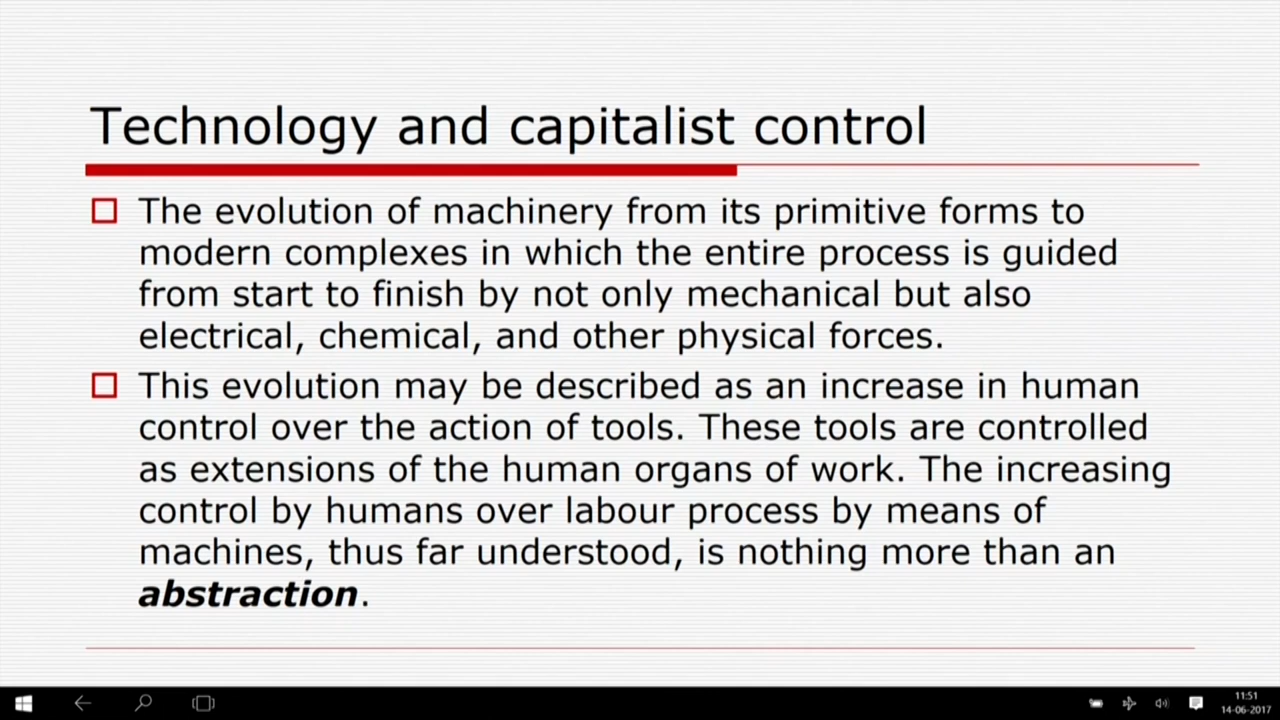 Technology and capitalist control
The evolution of machinery from its primitive forms to
modern complexes in which the entire process is guided
from start to finish by not only mechanical but also
electrical, chemical, and other physical forces.
This evolution may be described as an increase in human
control over the action of tools. These tools are controlled
as extensions of the human organs of work. The increasing
control by humans over labour process by means of
machines, thus far understood, is nothing more than an
abstraction.
11:51
14-06-2017